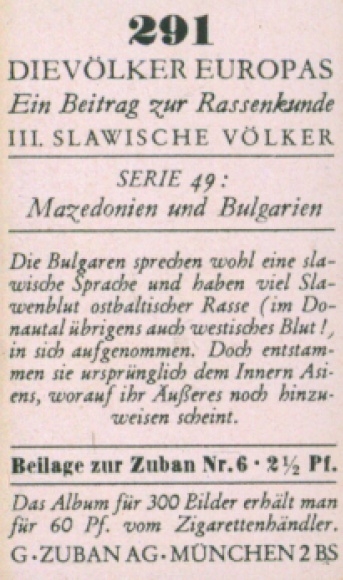 291
DIEVÖLKER EUROPAS
Ein Beitrag zur Rassenkunde
III. SLAWISCHE VÖLKER
SERIE 49:
Mazedonien und Bulgarien
Die Bulgaren sprechen wohl eine sla-
wische Sprache und haben viel Sla-
wenblut ostbaltischer Rasse (im Do-
nautal übrigens auch westisches Blut!,
in sich aufgenommen. Doch entstam-
men sie ursprünglich dem Innern Asi-
ens, worauf ihr Äußeres noch hinzu-
weisen scheint.
Beilage zur Zuban Nr. 6 · 2½ Pf.
Das Album für 300 Bilder erhält man
für 60 Pf. vom Zigarettenhändler.
G·ZUBAN AG·MÜNCHEN 2 BS